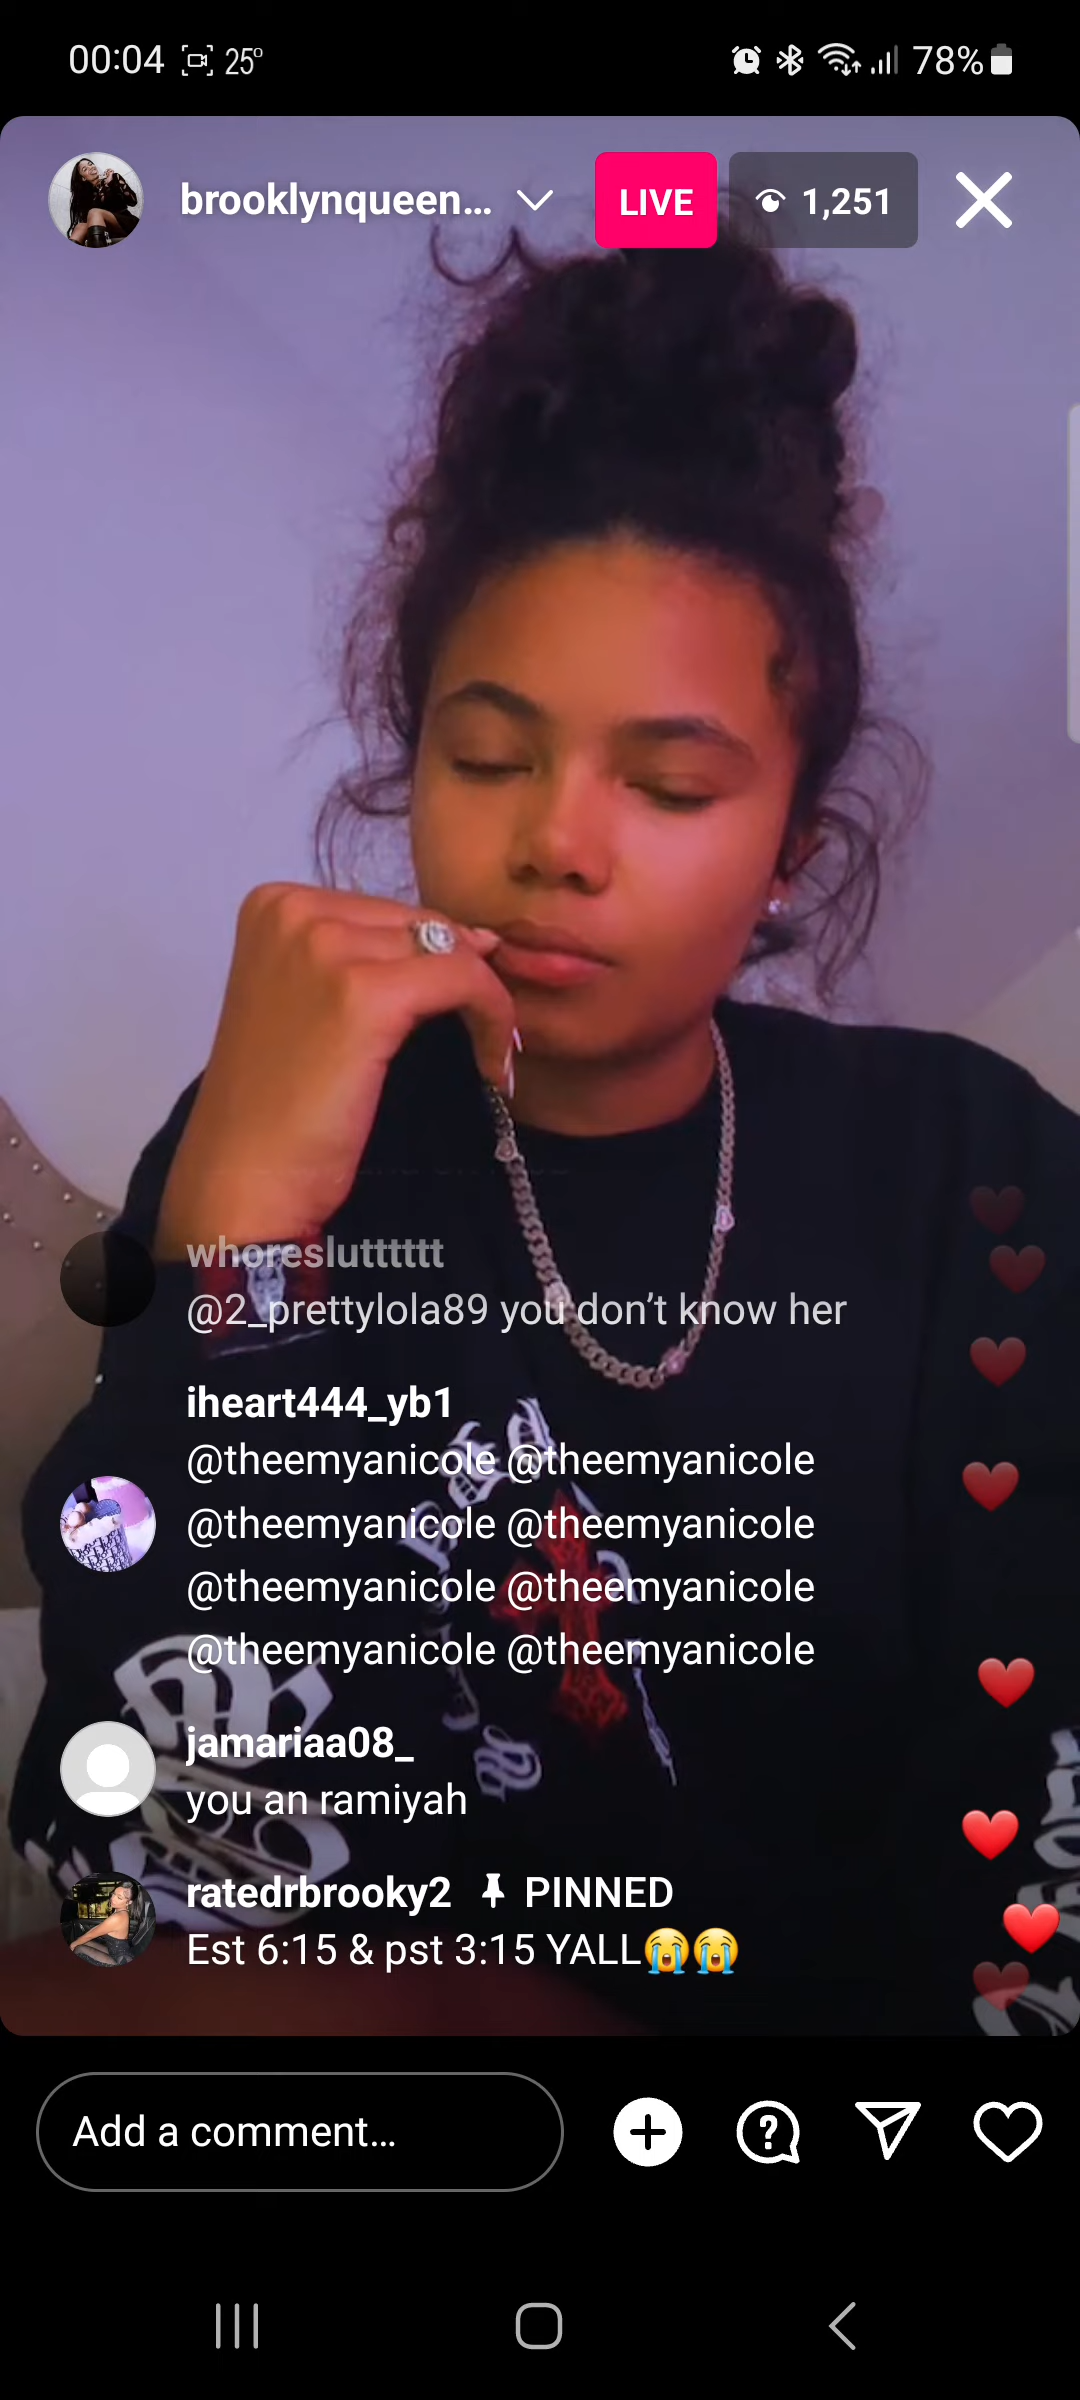 00:04 25°
78%
brooklynqueen...
LIVE
1,251
whoreslutttttt
@2_prettylola89 you don’t know her
iheart444_yb1
@theemyanicole @theemyanicole
@theemyanicole @theemyanicole
@theemyanicole @theemyanicole
@theemyanicole @theemyanicole
jamariaa08_
you an ramiyah
ratedrbrooky2 PINNED
Est 6:15 & pst 3:15 YALL😭😭
Add a comment...